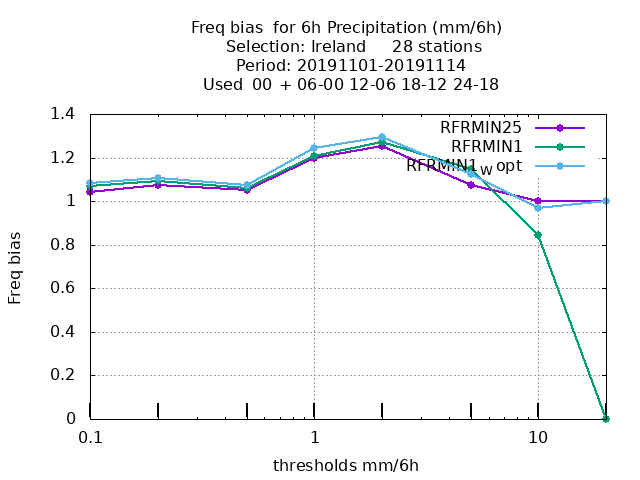 Freq bias  for 6h Precipitation (mm/6h)
Selection: Ireland     28 stations
Period: 20191101-20191114
Used  00  + 06-00 12-06 18-12 24-18
RFRMIN25
RFRMIN1
RFRMIN1w opt
1.4
1.2
1
0.8
0.6
0.4
0.2
0
Freq bias
0.1 1 10
thresholds mm/6h